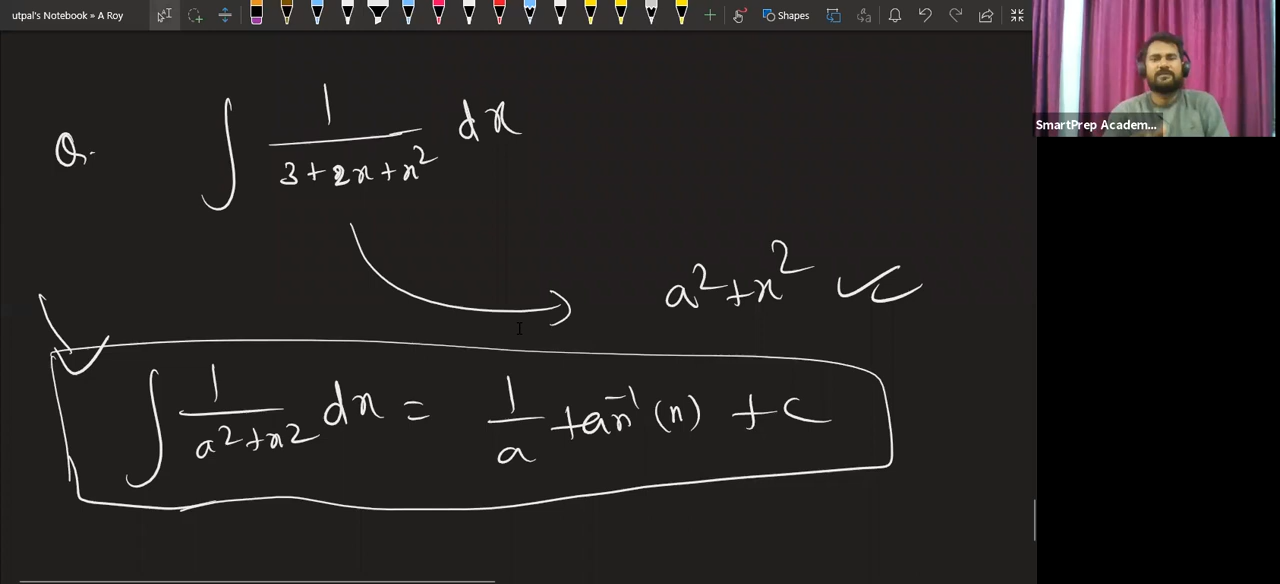 utpal's Notebook » A Roy
Shapes
SmartPrep Academ...
Q. ∫ 1/(3+2x+x²) dx
a²+x²
∫ 1/(a²+x²) dx = 1/a tan⁻¹(x) + c